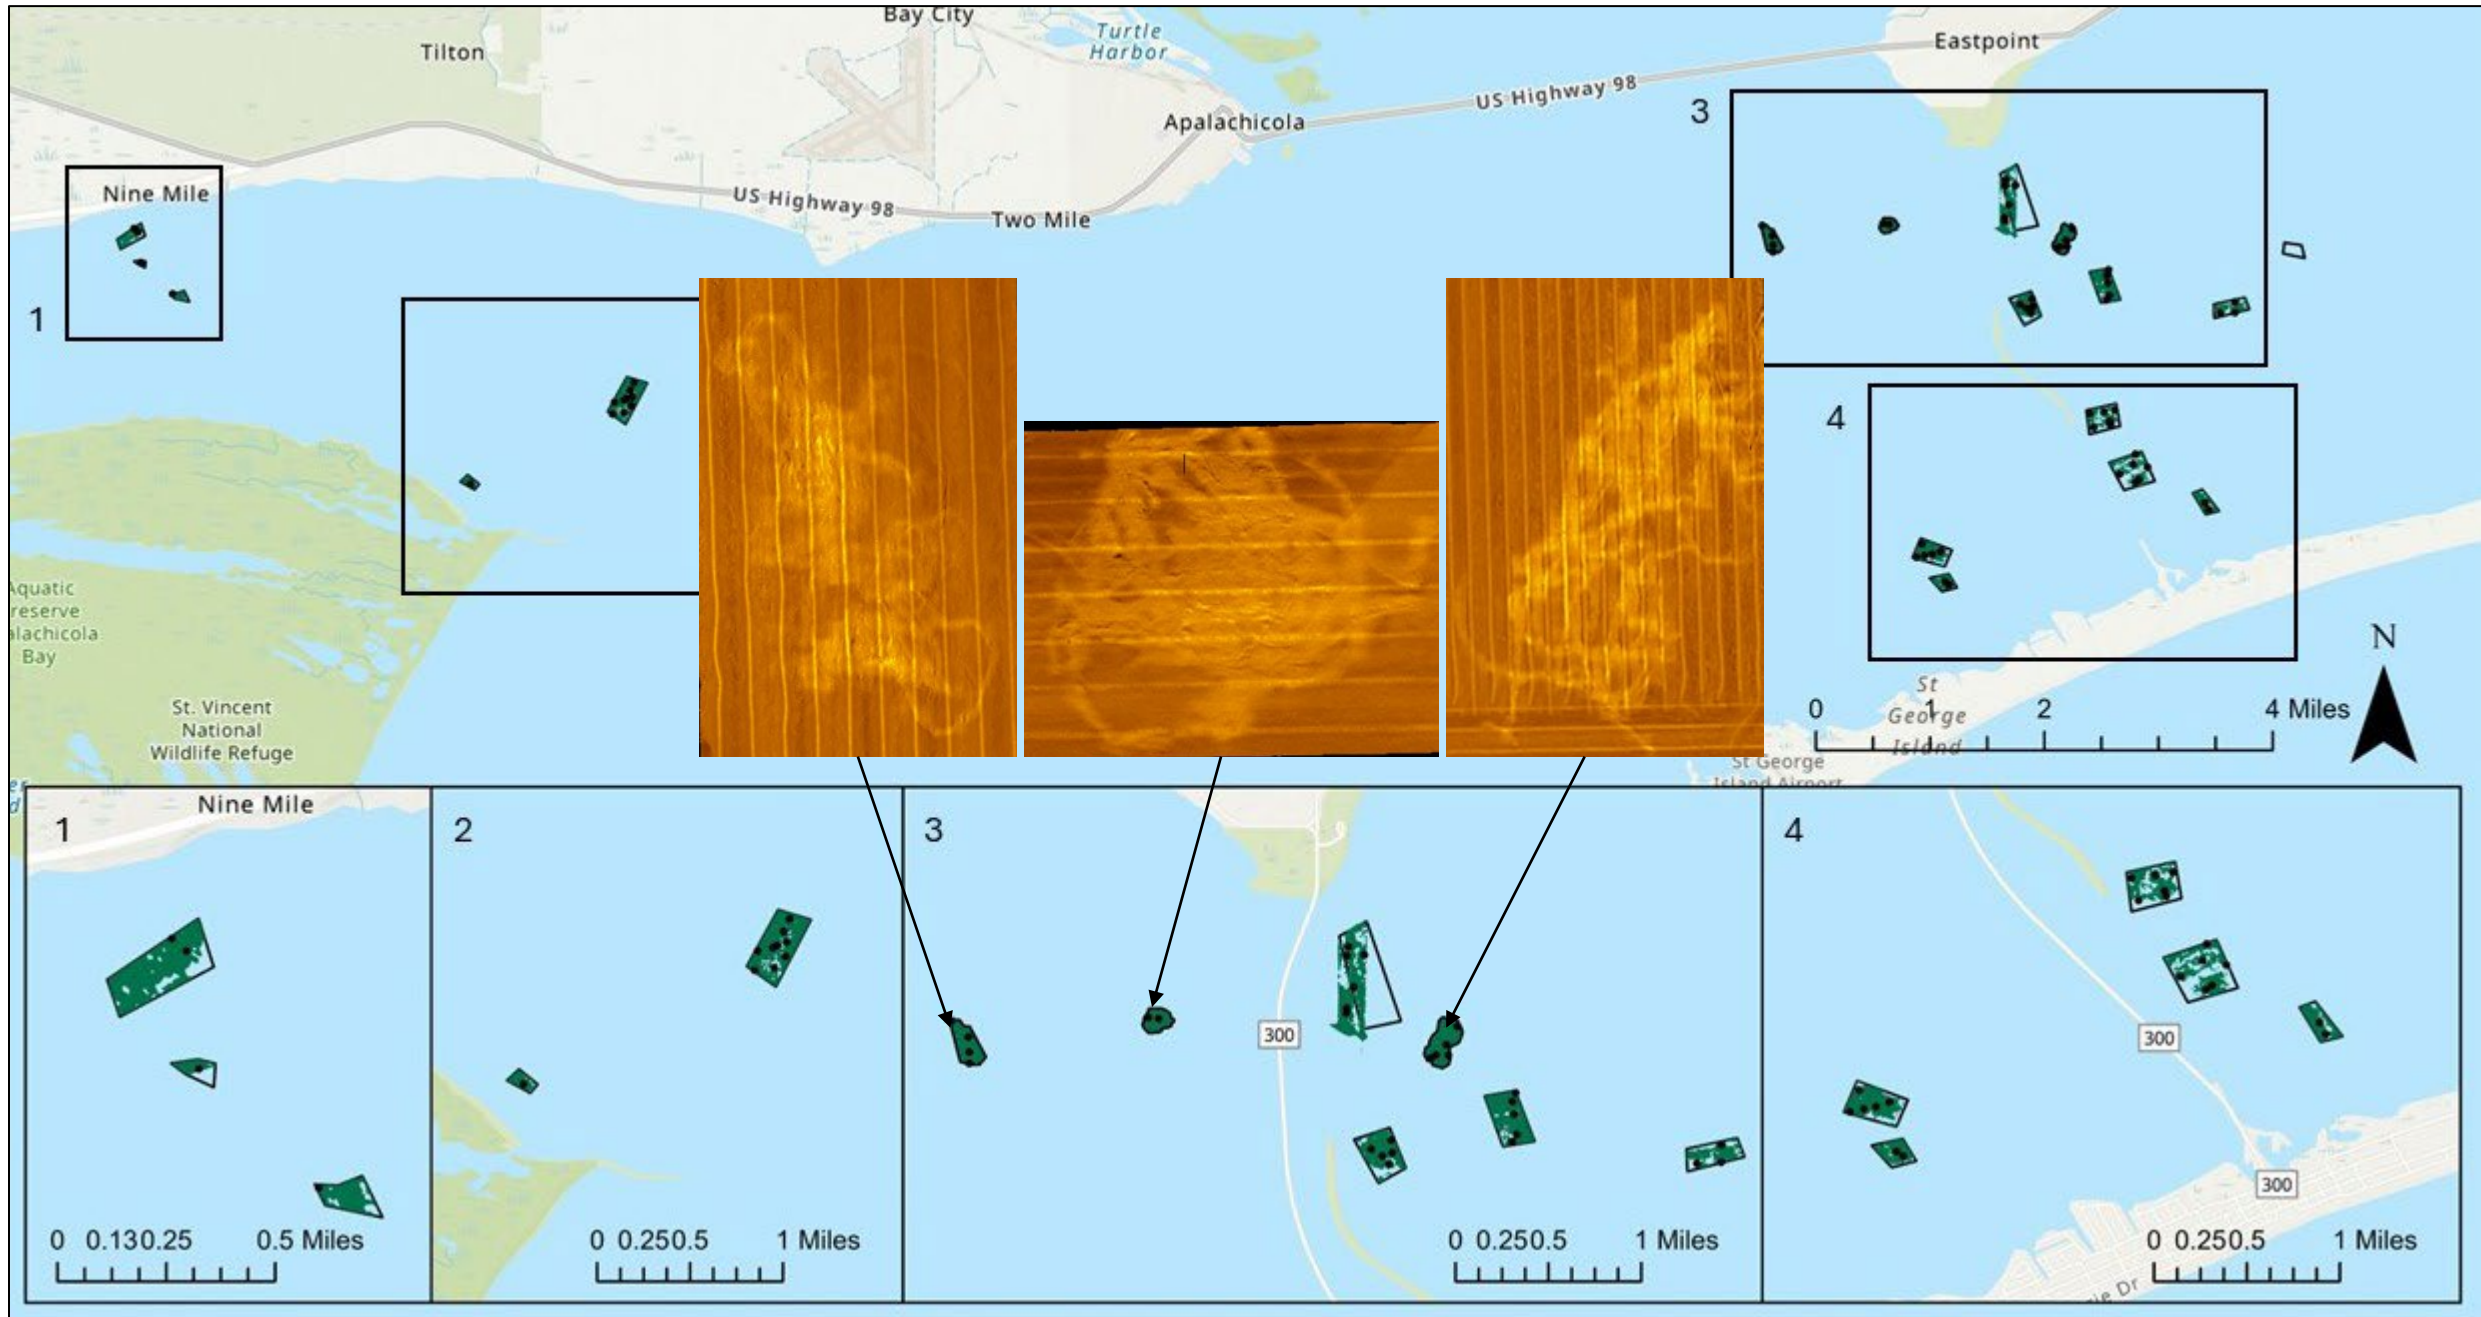 Bay City
Turtle
Harbor
Tilton
Eastpoint
US Highway 98
3
Apalachicola
Nine Mile
US Highway 98
Two Mile
1
4
Aquatic
reserve
alachicola
Bay
N
St. Vincent
National
Wildlife Refuge
St
George
Island
0 1 2 4 Miles
St George
Island Airport
1
Nine Mile
0 0.130.25 0.5 Miles
2
0 0.250.5 1 Miles
3
300
0 0.250.5 1 Miles
4
300
300
0 0.250.5 1 Miles
ie Dr